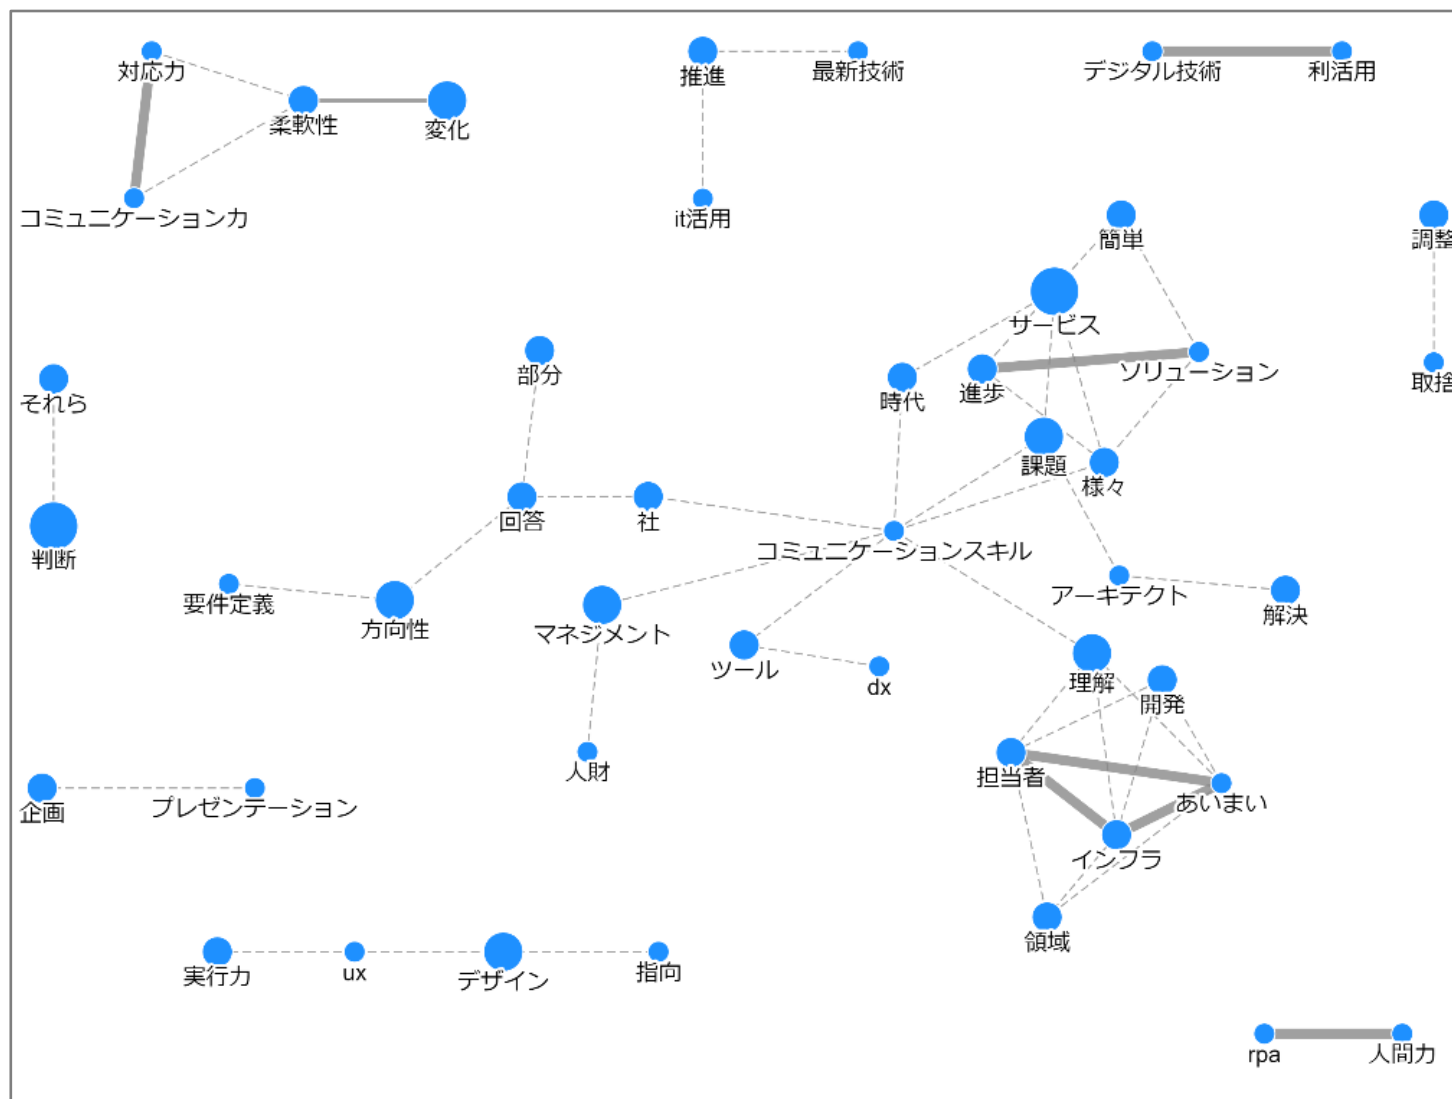 対応力
柔軟性
変化
コミュニケーション力
推進
最新技術
it活用
デジタル技術
利活用
簡単
調整
サービス
ソリューション
取捨
それら
部分
時代
進歩
課題
様々
判断
回答
社
コミュニケーションスキル
要件定義
方向性
マネジメント
アーキテクト
解決
ツール
dx
理解
開発
人財
担当者
あいまい
企画
プレゼンテーション
インフラ
領域
実行力
ux
デザイン
指向
rpa
人間力